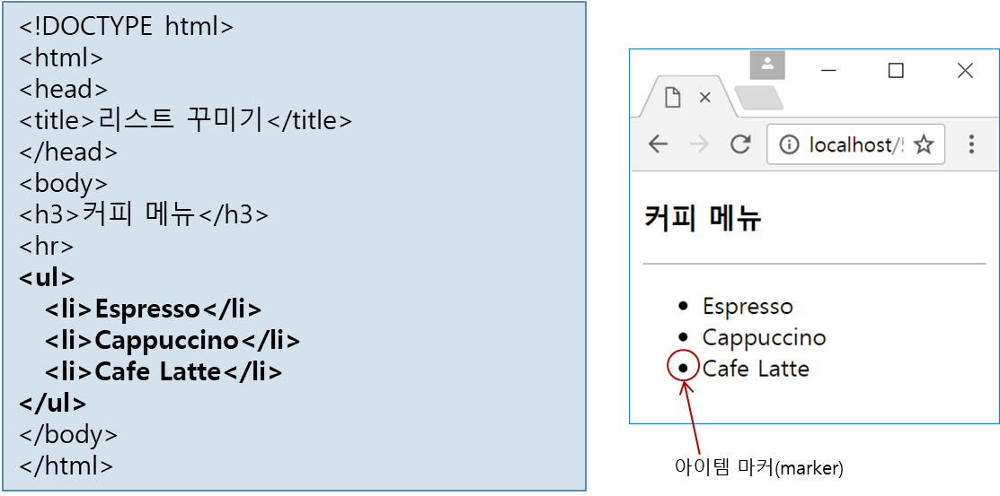 <!DOCTYPE html>
<html>
<head>
<title>리스트 꾸미기</title>
</head>
<body>
<h3>커피 메뉴</h3>
<hr>
<ul>
<li>Espresso</li>
<li>Cappuccino</li>
<li>Cafe Latte</li>
</ul>
</body>
</html>
localhost/
커피 메뉴
Espresso
Cappuccino
Cafe Latte
아이템 마커(marker)